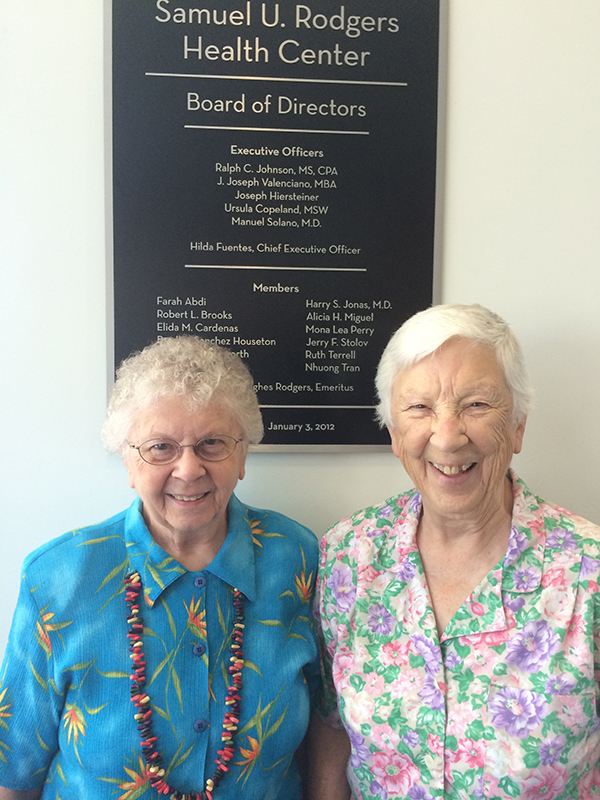 Samuel U. Rodgers
Health Center
Board of Directors
Executive Officers
Ralph C. Johnson, MS, CPA
J. Joseph Valenciano, MBA
Joseph Hiersteiner
Ursula Copeland, MSW
Manuel Solano, M.D.
Hilda Fuentes, Chief Executive Officer
Members
Farah Abdi
Robert L. Brooks
Elida M. Cardenas
Houseton
Harry S. Jonas, M.D.
Alicia H. Miguel
Mona Lea Perry
Jerry F. Stolov
Ruth Terrell
Nhuong Tran
Rodgers, Emeritus
January 3, 2012